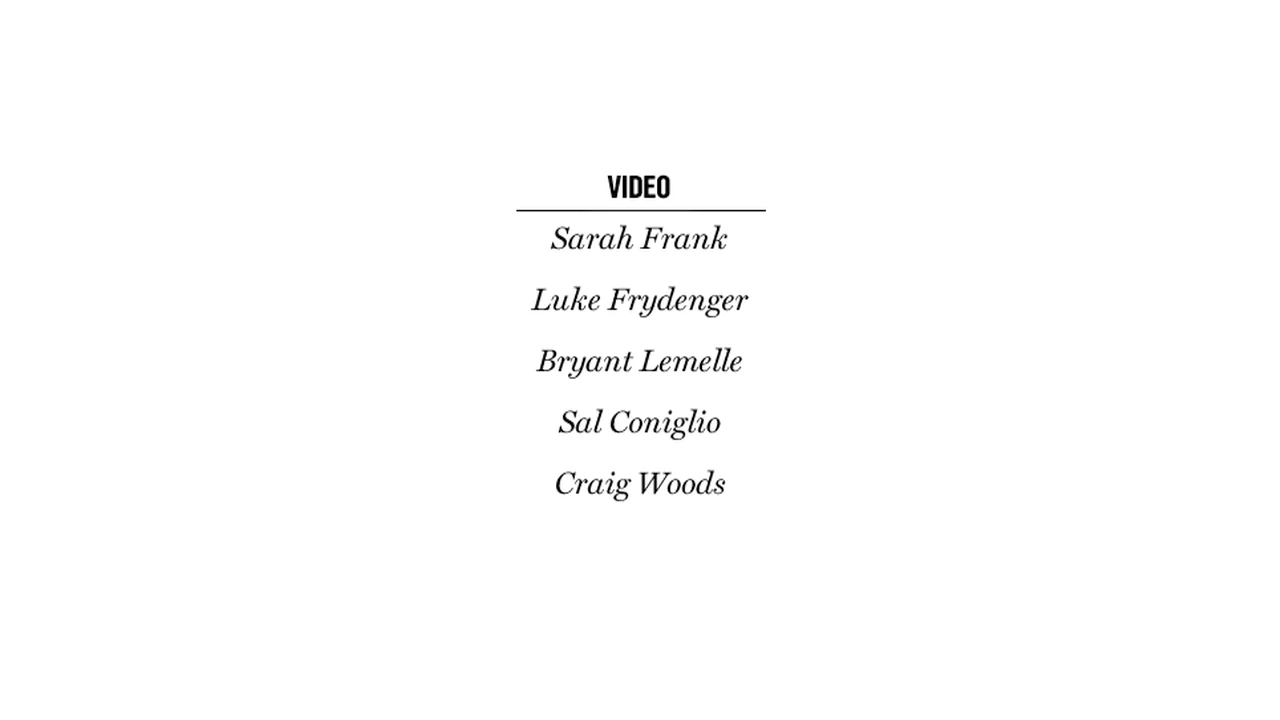 VIDEO
Sarah Frank
Luke Frydenger
Bryant Lemelle
Sal Coniglio
Craig Woods